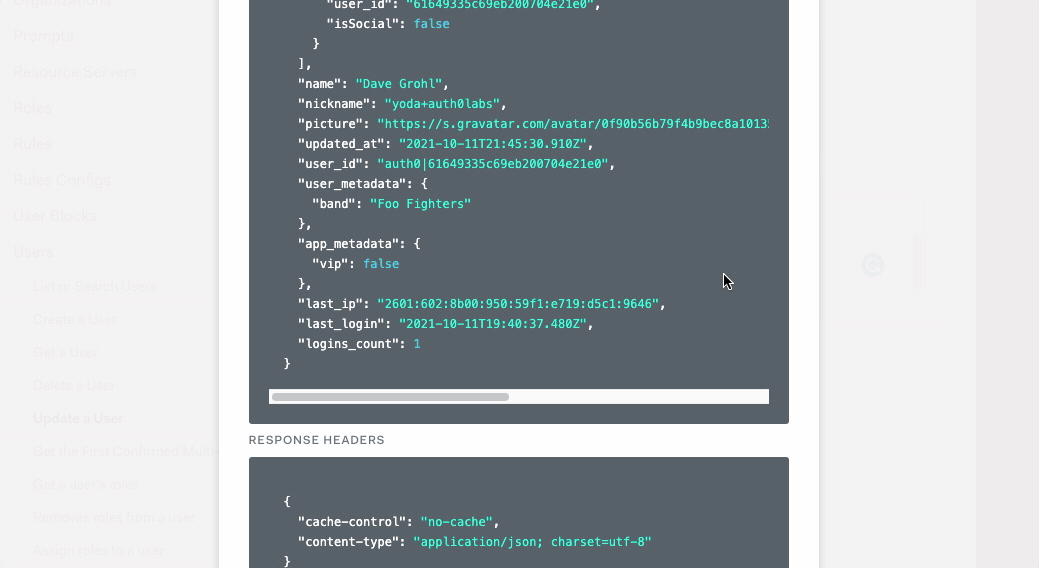 Organizations
Prompts
Resource Servers
Roles
Rules
Rules Configs
User Blocks
Users
List or Search Users
Create a User
Get a User
Delete a User
Update a User
Get the First Confirmed Multi-
Get a user's roles
Removes roles from a user
Assign roles to a user
"user_id": "61649335c69eb200704e21e0",
"isSocial": false
}
],
"name": "Dave Grohl",
"nickname": "yoda+auth0labs",
"picture": "https://s.gravatar.com/avatar/0f90b56b79f4b9bec8a10135
"updated_at": "2021-10-11T21:45:30.910Z",
"user_id": "auth0|61649335c69eb200704e21e0",
"user_metadata": {
"band": "Foo Fighters"
},
"app_metadata": {
"vip": false
},
"last_ip": "2601:602:8b00:950:59f1:e719:d5c1:9646",
"last_login": "2021-10-11T19:40:37.480Z",
"logins_count": 1
}
RESPONSE HEADERS
{
"cache-control": "no-cache",
"content-type": "application/json; charset=utf-8"
}